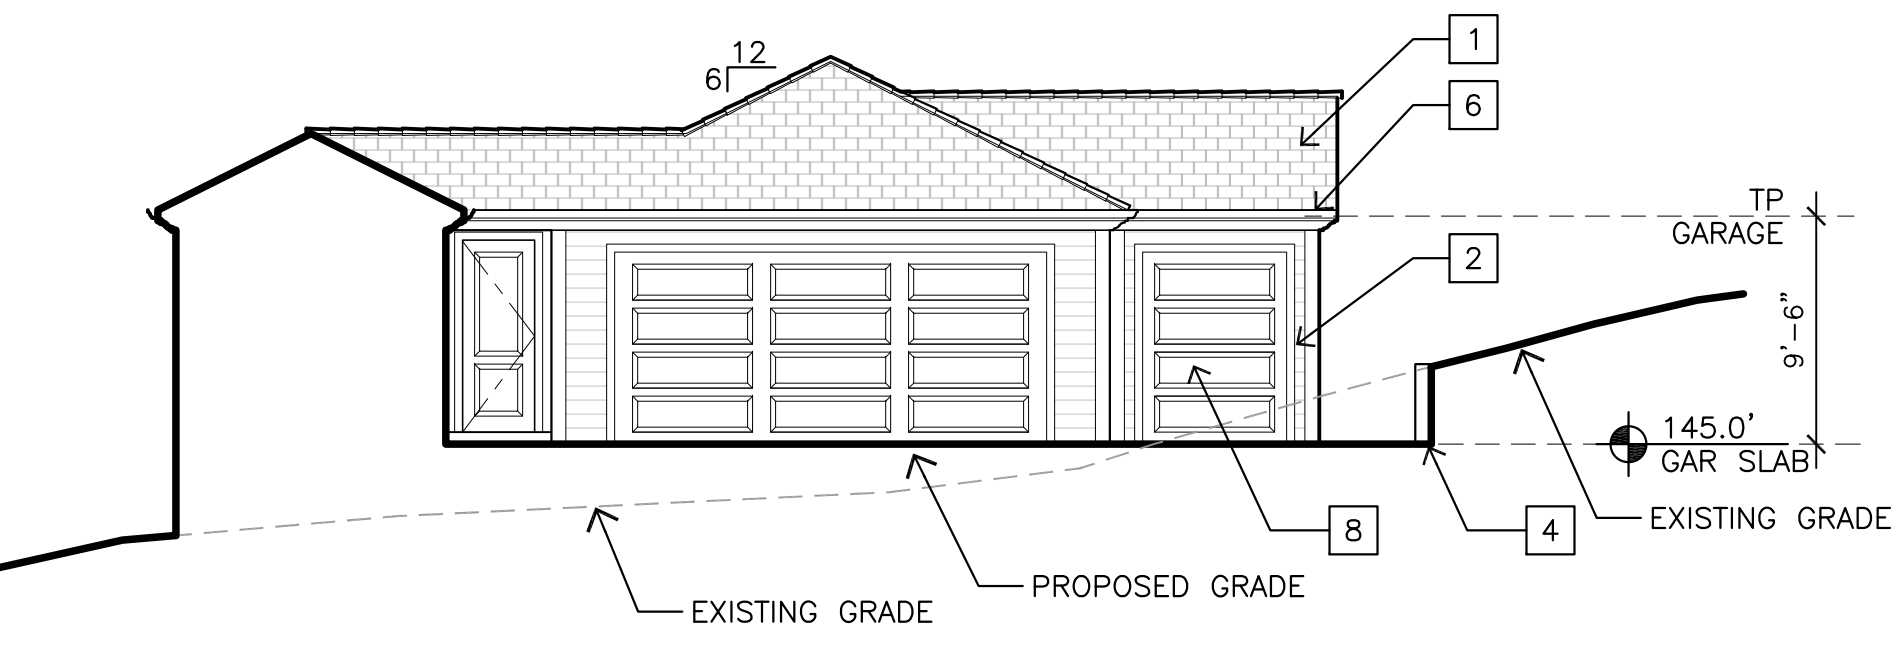 1
12
6
6
TP
GARAGE
2
9'-6"
145.0'
GAR SLAB
EXISTING GRADE
8
4
PROPOSED GRADE
EXISTING GRADE